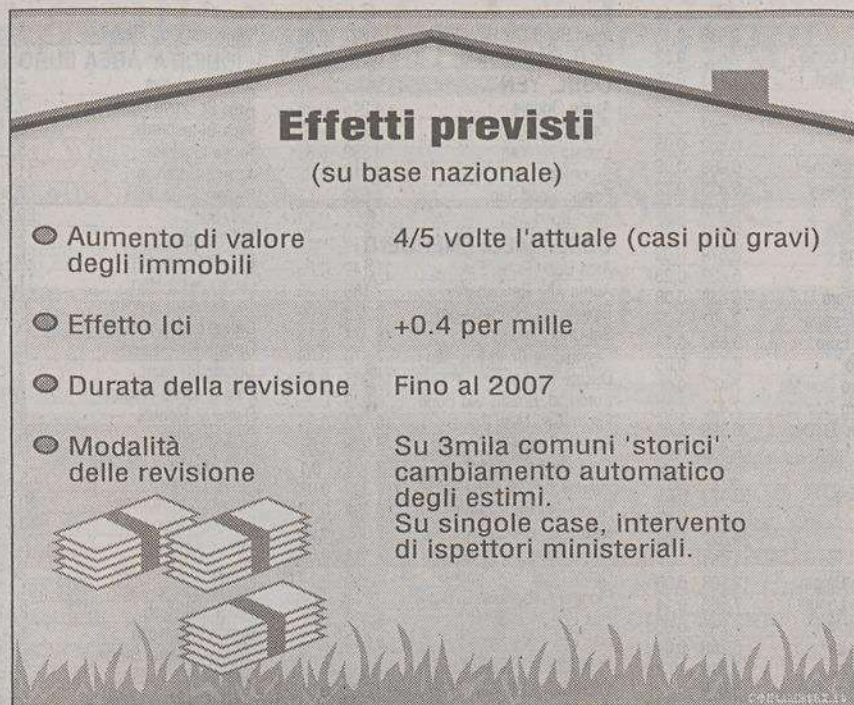 Effetti previsti
(su base nazionale)
Aumento di valore
degli immobili
4/5 volte l'attuale (casi più gravi)
Effetto Ici
+0.4 per mille
Durata della revisione
Fino al 2007
Modalità
delle revisione
Su 3mila comuni 'storici'
cambiamento automatico
degli estimi.
Su singole case, intervento
di ispettori ministeriali.